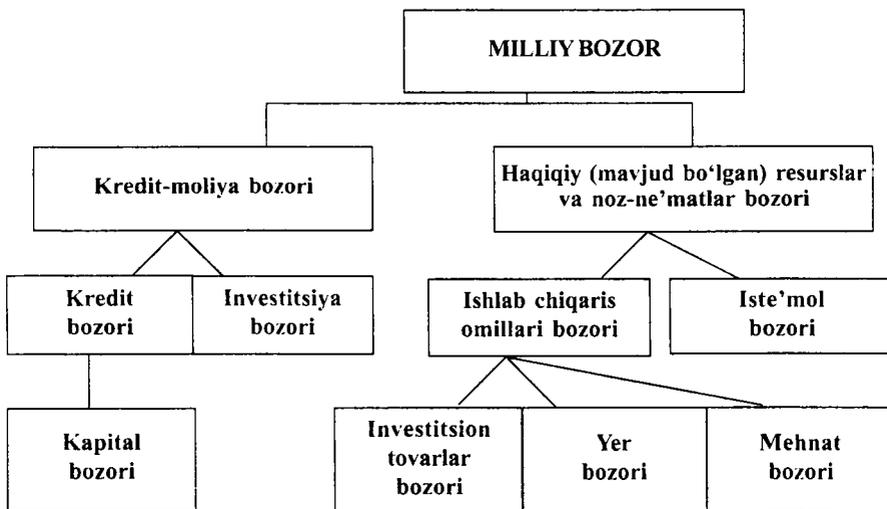 MILLIY BOZOR
Kredit-moliya bozori
Haqiqiy (mavjud bo‘lgan) resurslar
va noz-ne’matlar bozori
Kredit
bozori
Investitsiya
bozori
Ishlab chiqaris
omillari bozori
Iste’mol
bozori
Kapital
bozori
Investitsion
tovarlar
bozori
Yer
bozori
Mehnat
bozori